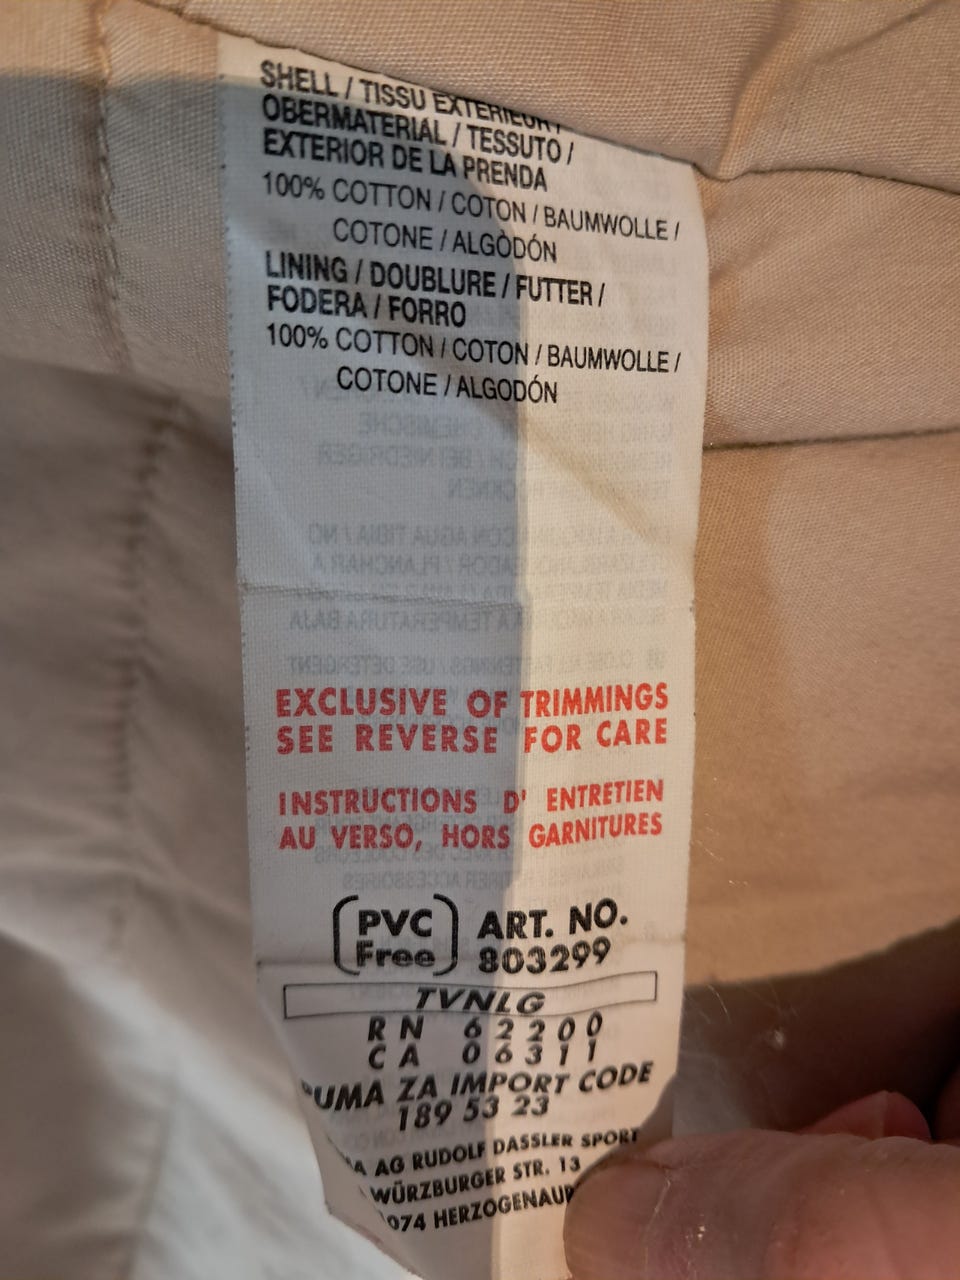 SHELL / TISSU EXTERIEUR /
OBERMATERIAL / TESSUTO /
EXTERIOR DE LA PRENDA
100% COTTON / COTON / BAUMWOLLE /
COTONE / ALGÒDÓN
LINING / DOUBLURE / FUTTER /
FODERA / FORRO
100% COTTON / COTON / BAUMWOLLE /
COTONE / ALGODÓN
EXCLUSIVE OF TRIMMINGS
SEE REVERSE FOR CARE
INSTRUCTIONS D' ENTRETIEN
AU VERSO, HORS GARNITURES
PVC Free ART. NO.
803299
TVNLG
RN 62200
CA 06311
PUMA ZA IMPORT CODE
189 53 23
AG RUDOLF DASSLER SPORT
WÜRZBURGER STR. 13
074 HERZOGENAUR